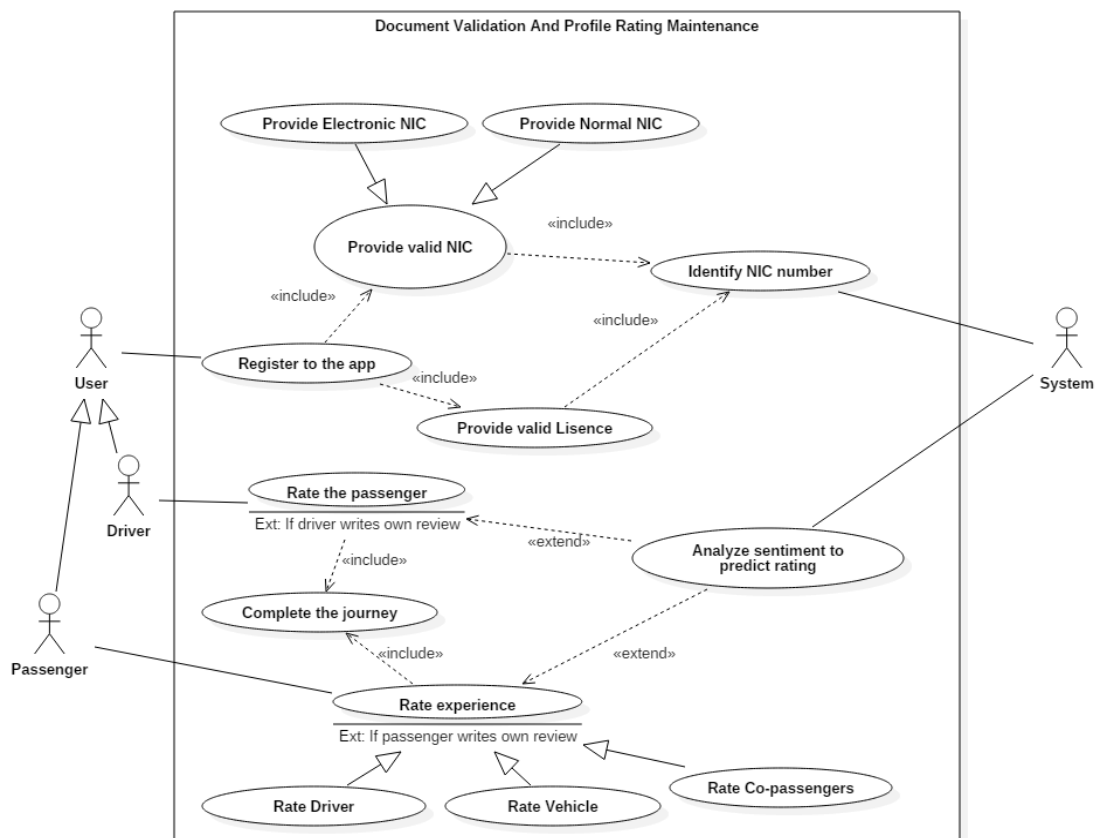 Document Validation And Profile Rating Maintenance
Provide Electronic NIC
Provide Normal NIC
Provide valid NIC
«include»
Identify NIC number
«include»
«include»
User
Register to the app
«include»
System
Provide valid Lisence
Driver
Rate the passenger
Ext: If driver writes own review
«extend»
Analyze sentiment to
predict rating
«include»
Complete the journey
Passenger
«include»
«extend»
Rate experience
Ext: If passenger writes own review
Rate Co-passengers
Rate Driver
Rate Vehicle